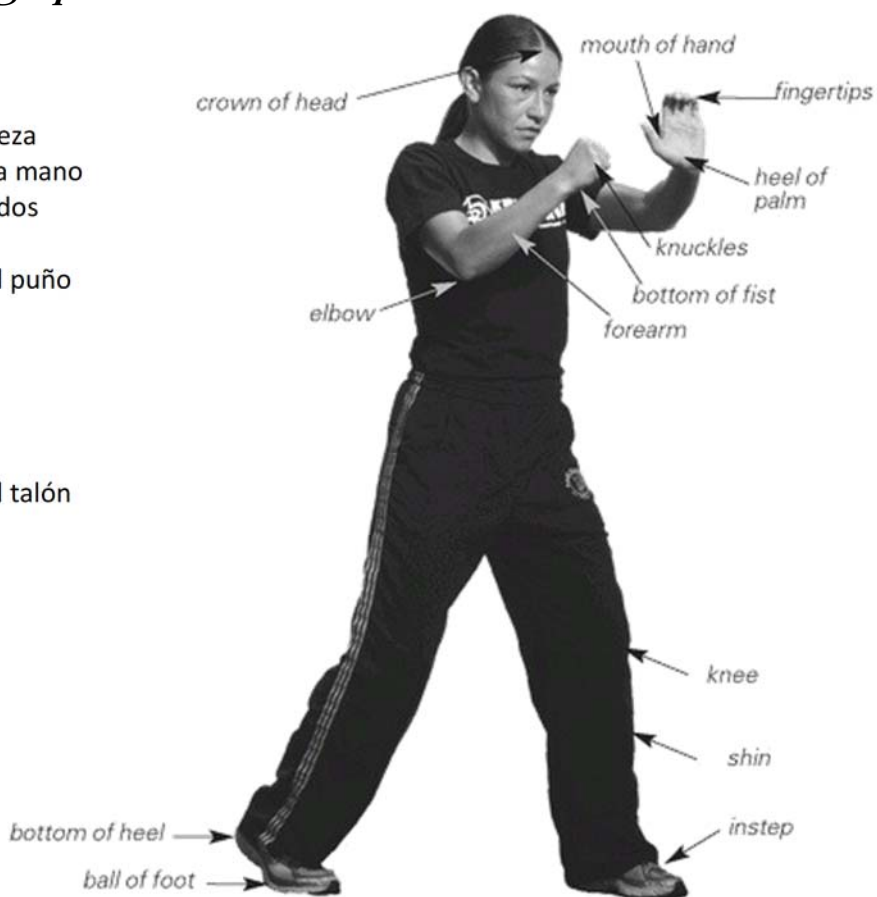 eza
a mano
dos
l puño
l talón
crown of head
mouth of hand
fingertips
heel of
palm
knuckles
bottom of fist
forearm
elbow
knee
shin
instep
bottom of heel
ball of foot